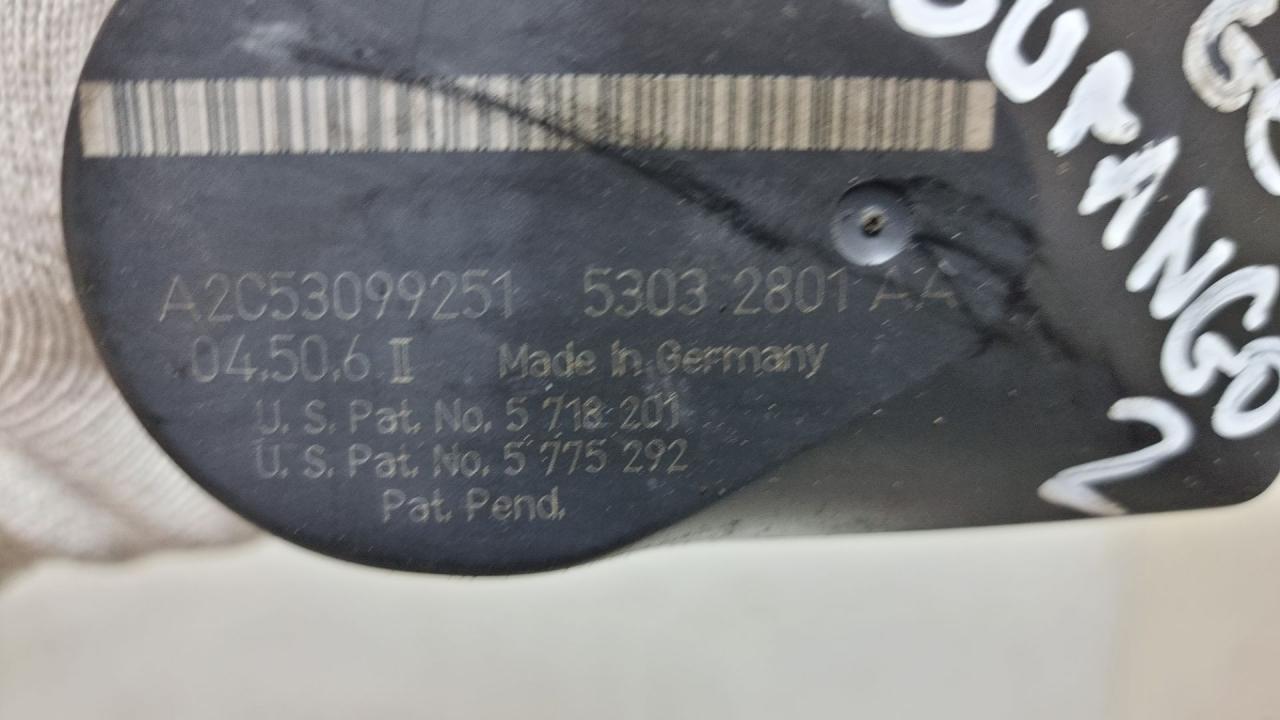 A2C53099251 5303 2801 AA
04.50.6 II Made In Germany
U. S. Pat. No. 5 718 201
U. S. Pat. No. 5 775 292
Pat. Pend.
DURANGO
2